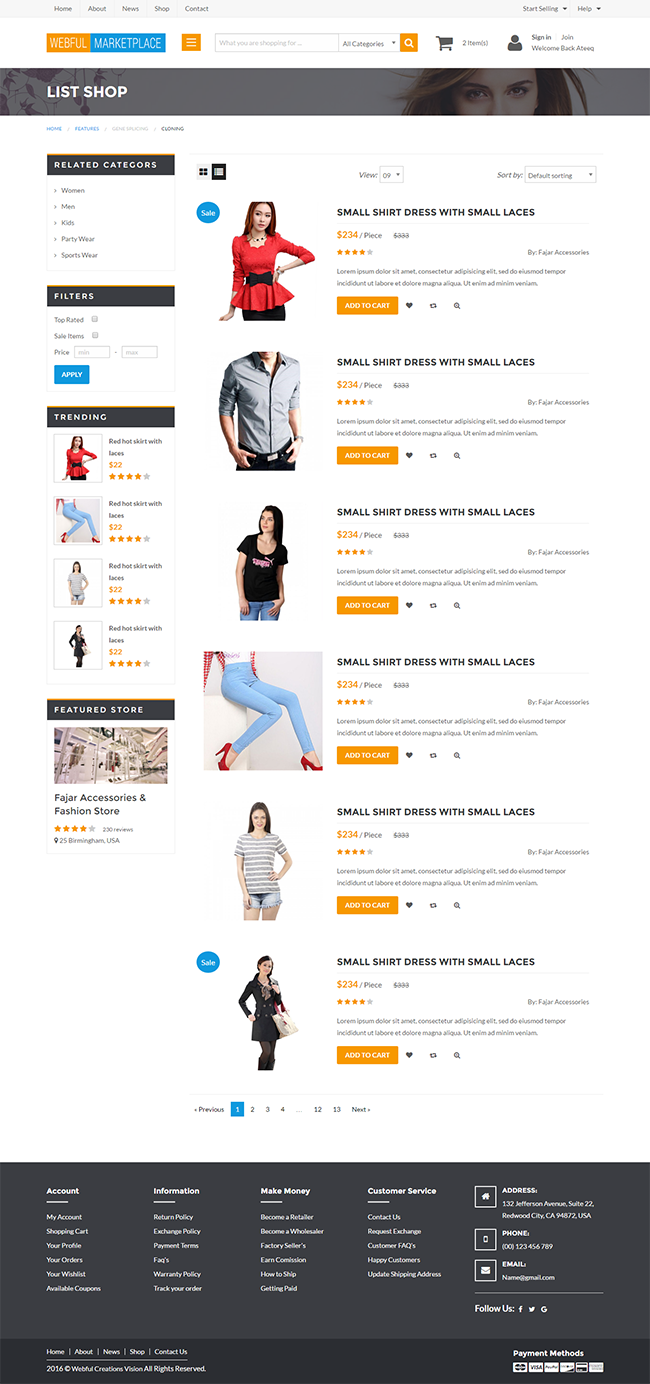 Home About News Shop Contact Start Selling Help
WEBFUL MARKETPLACE What you are shopping for ... All Categories 2 Item(s) Sign in Join
Welcome Back Ateeq
LIST SHOP
HOME FEATURES GENE SPLICING CLONING
RELATED CATEGORS
Women
Men
Kids
Party Wear
Sports Wear
FILTERS
Top Rated
Sale Items
Price min - max
APPLY
TRENDING
Red hot skirt with
laces
$22
Red hot skirt with
laces
$22
Red hot skirt with
laces
$22
Red hot skirt with
laces
$22
FEATURED STORE
Fajar Accessories &
Fashion Store
230 reviews
25 Birmingham, USA
View: 09 Sort by: Default sorting
Sale
SMALL SHIRT DRESS WITH SMALL LACES
$234 / Piece $333
By: Fajar Accessories
Lorem ipsum dolor sit amet, consectetur adipisicing elit, sed do eiusmod tempor
incididunt ut labore et dolore magna aliqua. Ut enim ad minim veniam.
ADD TO CART
SMALL SHIRT DRESS WITH SMALL LACES
$234 / Piece $333
By: Fajar Accessories
Lorem ipsum dolor sit amet, consectetur adipisicing elit, sed do eiusmod tempor
incididunt ut labore et dolore magna aliqua. Ut enim ad minim veniam.
ADD TO CART
SMALL SHIRT DRESS WITH SMALL LACES
$234 / Piece $333
By: Fajar Accessories
Lorem ipsum dolor sit amet, consectetur adipisicing elit, sed do eiusmod tempor
incididunt ut labore et dolore magna aliqua. Ut enim ad minim veniam.
ADD TO CART
SMALL SHIRT DRESS WITH SMALL LACES
$234 / Piece $333
By: Fajar Accessories
Lorem ipsum dolor sit amet, consectetur adipisicing elit, sed do eiusmod tempor
incididunt ut labore et dolore magna aliqua. Ut enim ad minim veniam.
ADD TO CART
SMALL SHIRT DRESS WITH SMALL LACES
$234 / Piece $333
By: Fajar Accessories
Lorem ipsum dolor sit amet, consectetur adipisicing elit, sed do eiusmod tempor
incididunt ut labore et dolore magna aliqua. Ut enim ad minim veniam.
ADD TO CART
Sale
SMALL SHIRT DRESS WITH SMALL LACES
$234 / Piece $333
By: Fajar Accessories
Lorem ipsum dolor sit amet, consectetur adipisicing elit, sed do eiusmod tempor
incididunt ut labore et dolore magna aliqua. Ut enim ad minim veniam.
ADD TO CART
« Previous 1 2 3 4 ... 12 13 Next »
Account
My Account
Shopping Cart
Your Profile
Your Orders
Your Wishlist
Available Coupons
Information
Return Policy
Exchange Policy
Payment Terms
Faq's
Warranty Policy
Track your order
Make Money
Become a Retailer
Become a Wholesaler
Factory Seller's
Earn Comission
How to Ship
Getting Paid
Customer Service
Contact Us
Request Exchange
Customer FAQ's
Happy Customers
Update Shipping Address
ADDRESS:
132 Jefferson Avenue, Suite 22,
Redwood City, CA 94872, USA
PHONE:
(00) 123 456 789
EMAIL:
Name@gmail.com
Follow Us:
Home | About | News | Shop | Contact Us
2016 © Webful Creations Vision All Rights Reserved.
Payment Methods
VISA